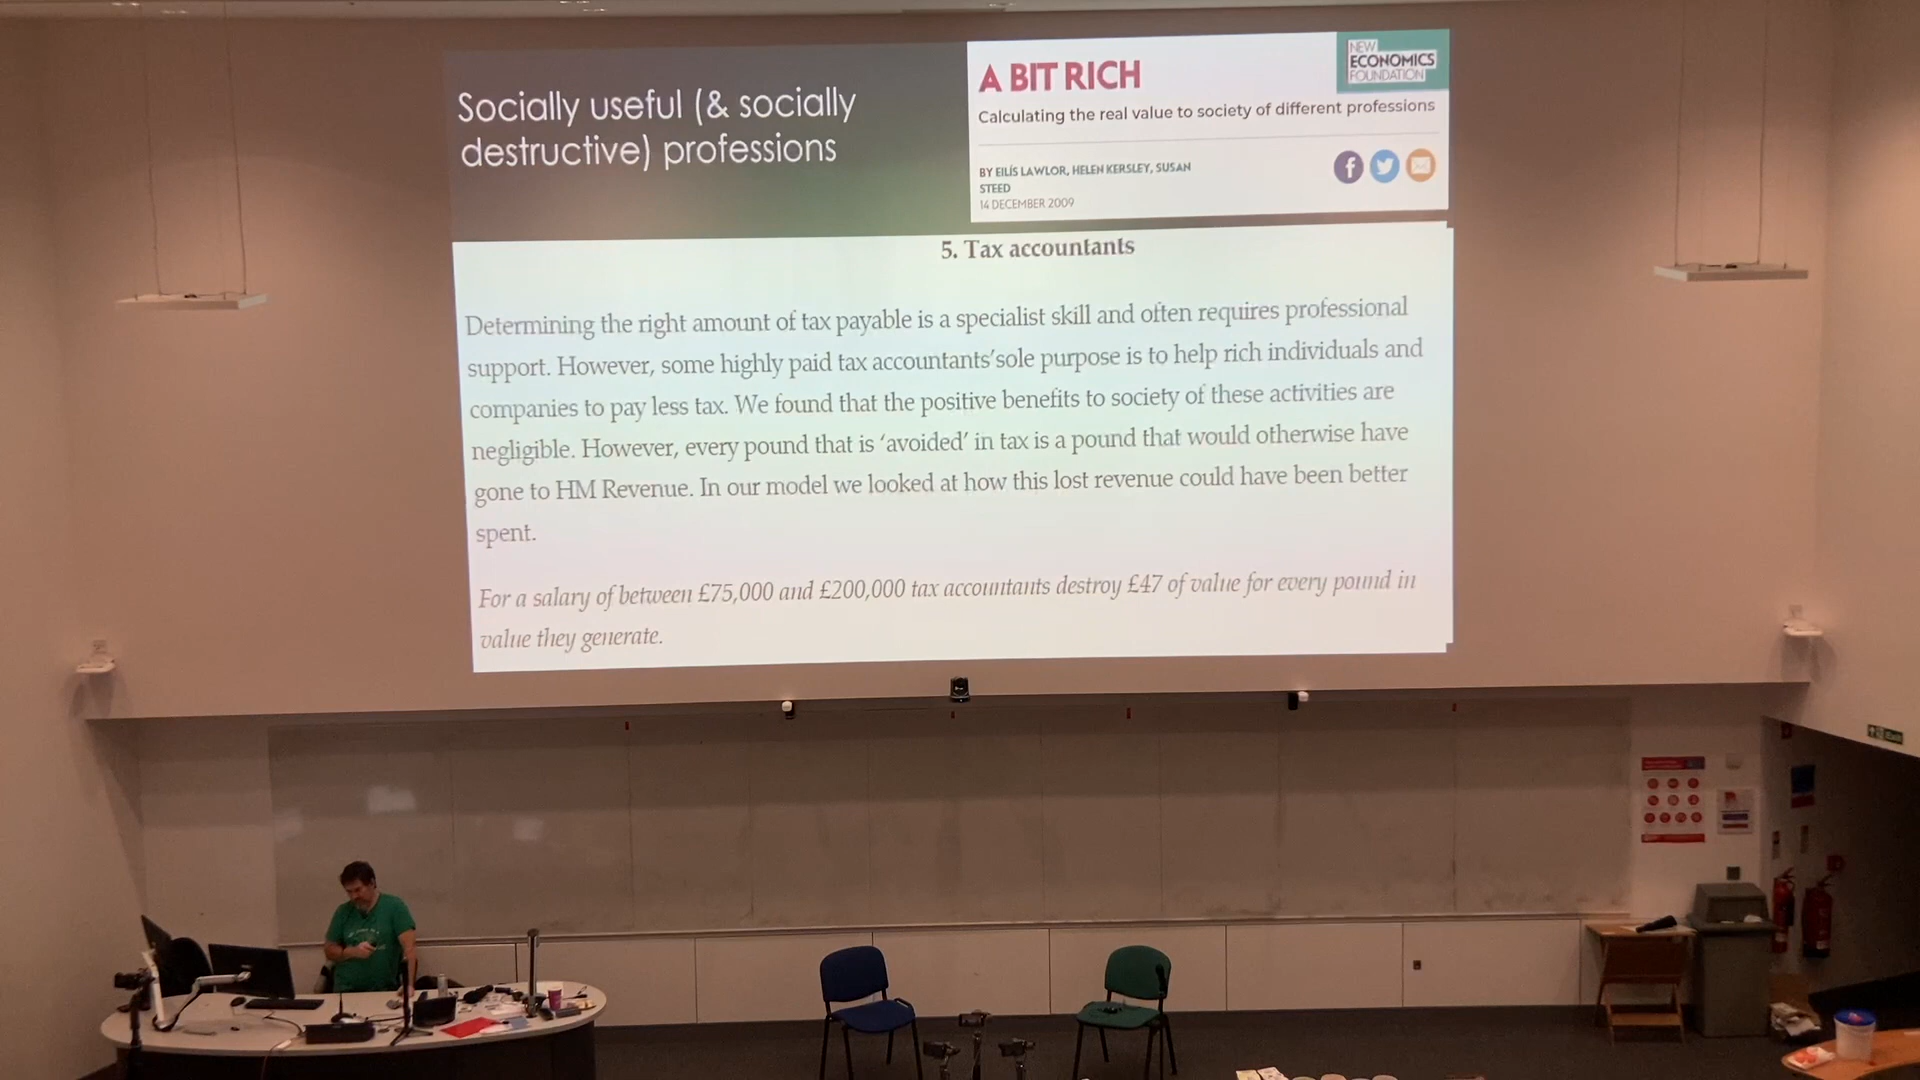 Socially useful (& socially
destructive) professions
A BIT RICH
NEW
ECONOMICS
FOUNDATION
Calculating the real value to society of different professions
BY EILÍS LAWLOR, HELEN KERSLEY, SUSAN
STEED
14 DECEMBER 2009
5. Tax accountants
Determining the right amount of tax payable is a specialist skill and often requires professional
support. However, some highly paid tax accountants’sole purpose is to help rich individuals and
companies to pay less tax. We found that the positive benefits to society of these activities are
negligible. However, every pound that is ‘avoided’ in tax is a pound that would otherwise have
gone to HM Revenue. In our model we looked at how this lost revenue could have been better
spent.
For a salary of between £75,000 and £200,000 tax accountants destroy £47 of value for every pound in
value they generate.